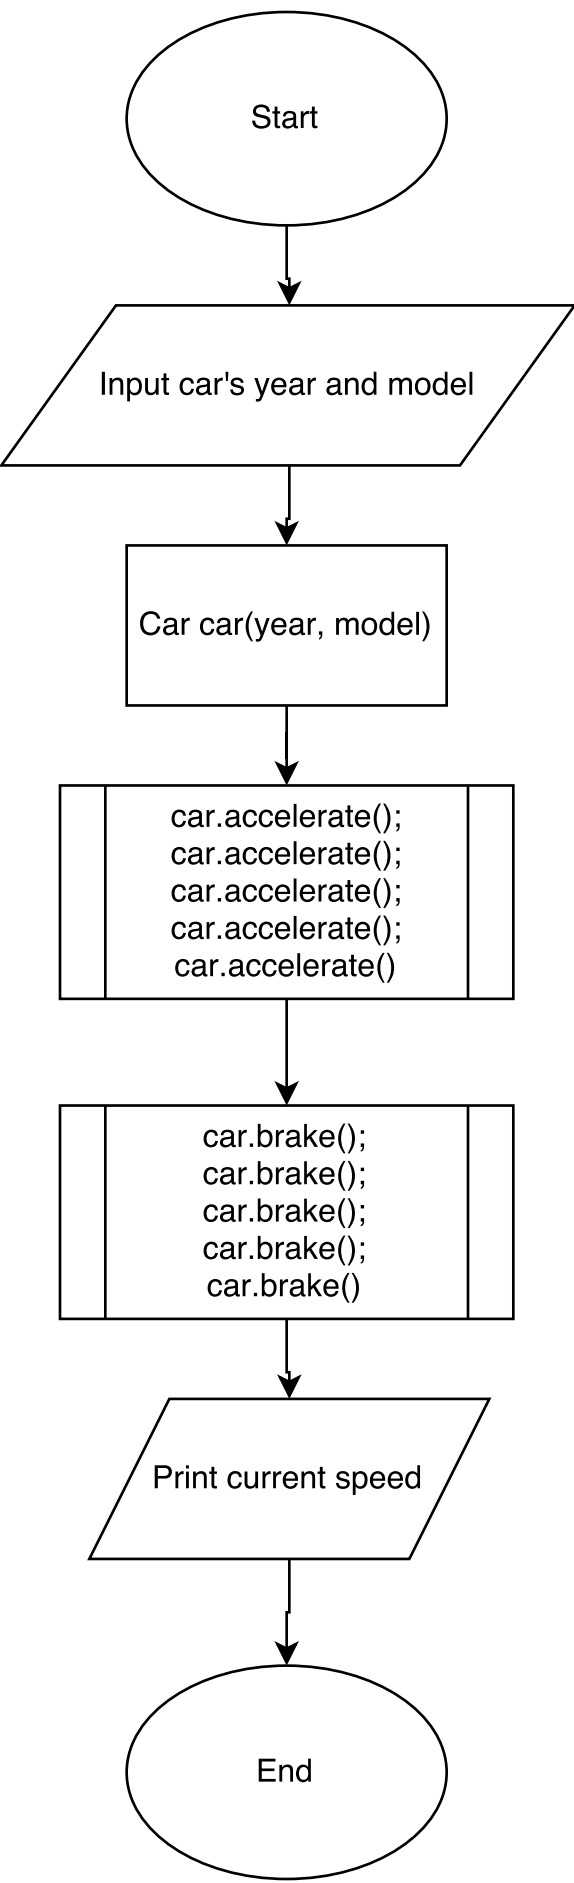 Start
Input car's year and model
Car car(year, model)
car.accelerate();
car.accelerate();
car.accelerate();
car.accelerate();
car.accelerate()
car.brake();
car.brake();
car.brake();
car.brake();
car.brake()
Print current speed
End